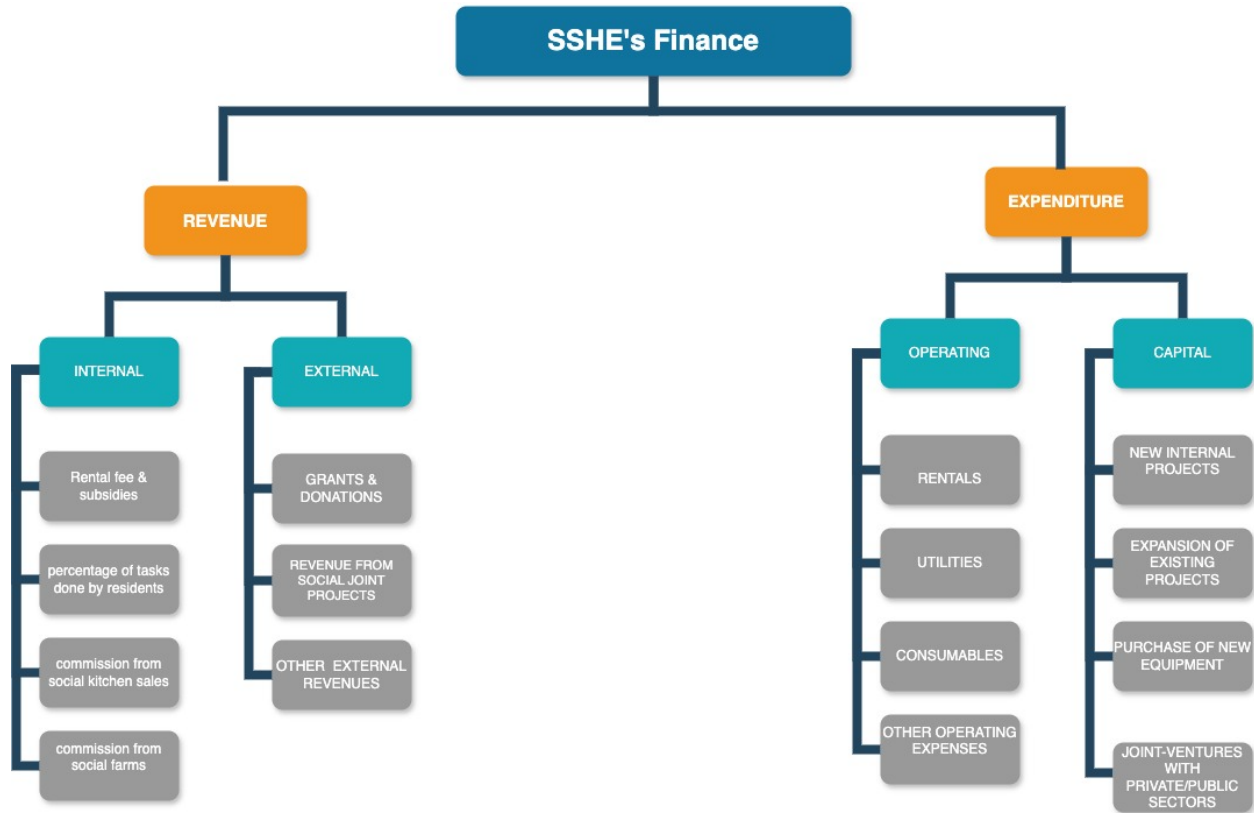 SSHE's Finance
REVENUE
EXPENDITURE
INTERNAL
EXTERNAL
OPERATING
CAPITAL
Rental fee &
subsidies
percentage of tasks
done by residents
commission from
social kitchen sales
commission from
social farms
GRANTS &
DONATIONS
REVENUE FROM
SOCIAL JOINT
PROJECTS
OTHER EXTERNAL
REVENUES
RENTALS
UTILITIES
CONSUMABLES
OTHER OPERATING
EXPENSES
NEW INTERNAL
PROJECTS
EXPANSION OF
EXISTING
PROJECTS
PURCHASE OF NEW
EQUIPMENT
JOINT-VENTURES
WITH
PRIVATE/PUBLIC
SECTORS